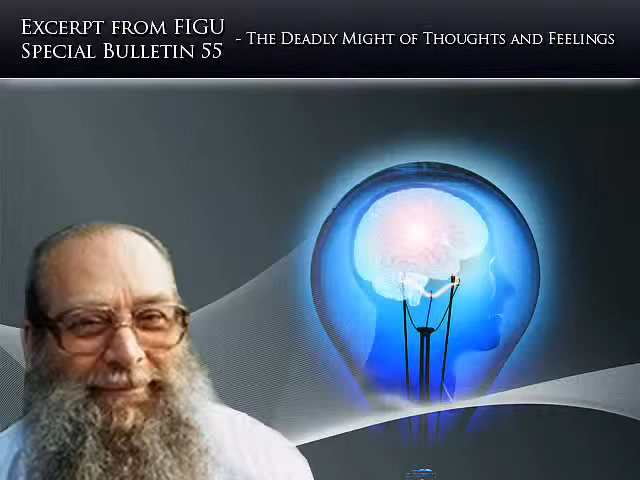 Excerpt from FIGU
Special Bulletin 55
- The Deadly Might of Thoughts and Feelings